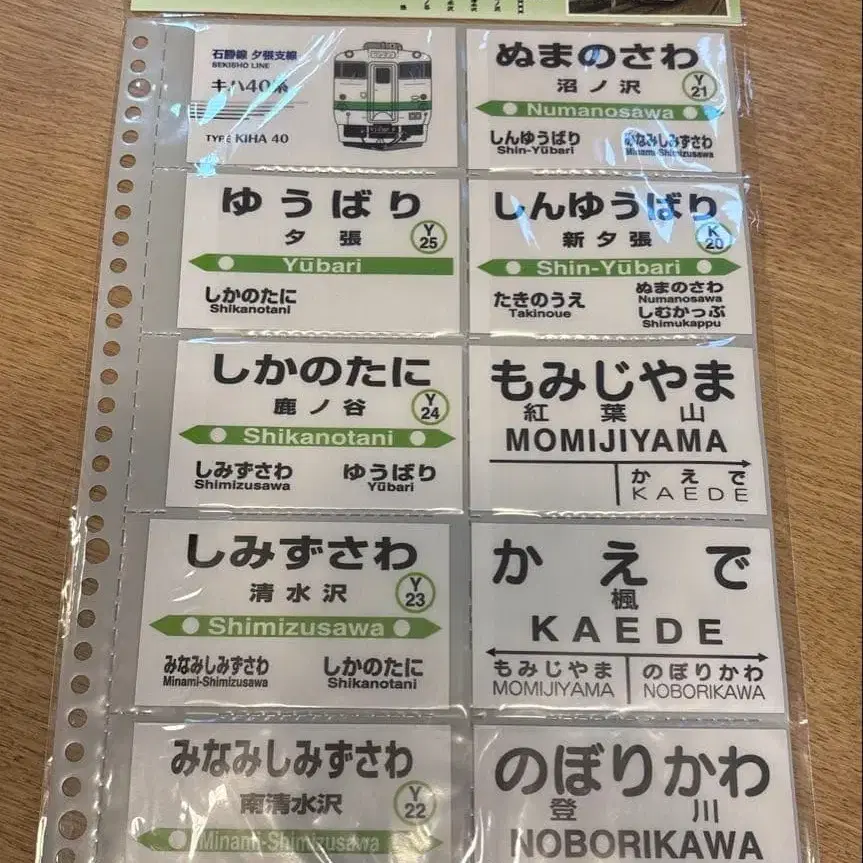 石勝線 夕張支線
SEKISHO LINE
キハ40系
TYPE KIHA 40
ぬまのさわ
沼ノ沢
Y
21
Numanosawa
しんゆうばり
Shin-Yūbari
みなみしみずさわ
Minami-Shimizusawa
ゆうばり
夕張
Y
25
Yūbari
しかのたに
Shikanotani
しんゆうばり
新夕張
K
20
Shin-Yūbari
たきのうえ
Takinoue
ぬまのさわ
Numanosawa
しむかっぷ
Shimukappu
しかのたに
鹿ノ谷
Y
24
Shikanotani
しみずさわ
Shimizusawa
ゆうばり
Yūbari
もみじやま
紅葉山
MOMIJIYAMA
かえで
KAEDE
しみずさわ
清水沢
Y
23
Shimizusawa
みなみしみずさわ
Minami-Shimizusawa
しかのたに
Shikanotani
かえで
楓
KAEDE
もみじやま
MOMIJIYAMA
のぼりかわ
NOBORIKAWA
みなみしみずさわ
南清水沢
Y
22
Minami-Shimizusawa
のぼりかわ
登川
NOBORIKAWA